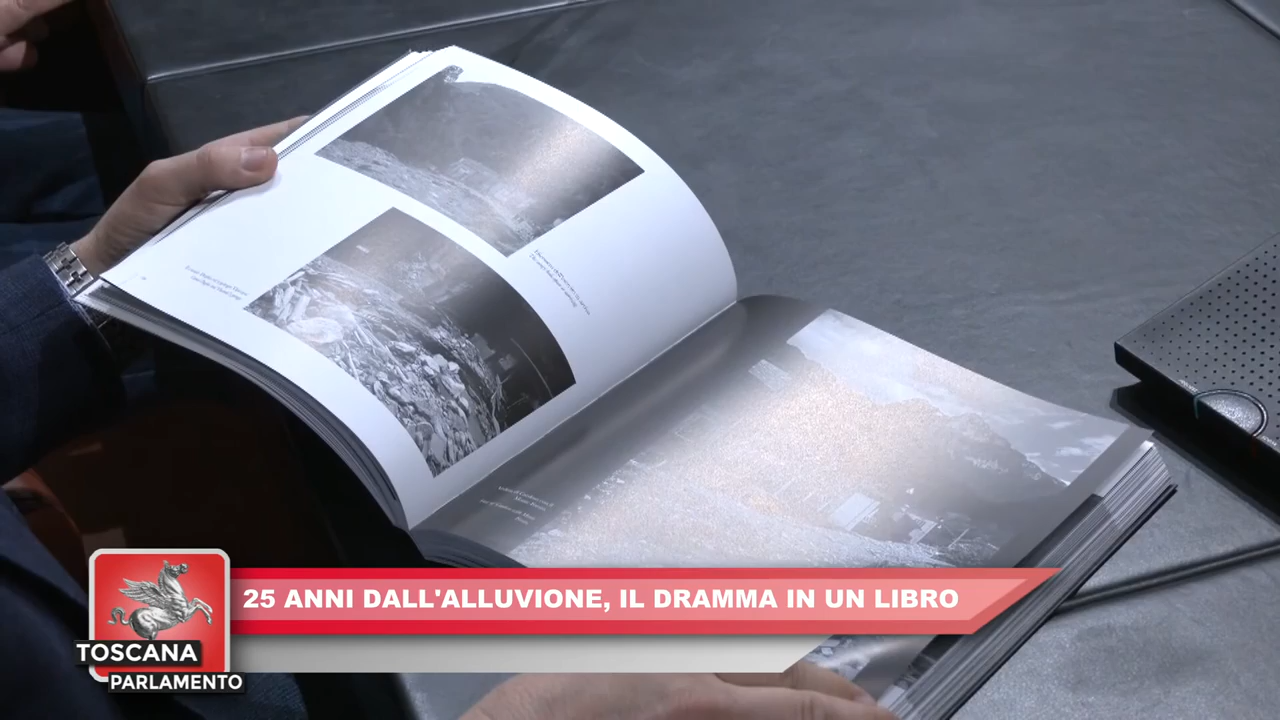 25 ANNI DALL'ALLUVIONE, IL DRAMMA IN UN LIBRO
TOSCANA
PARLAMENTO